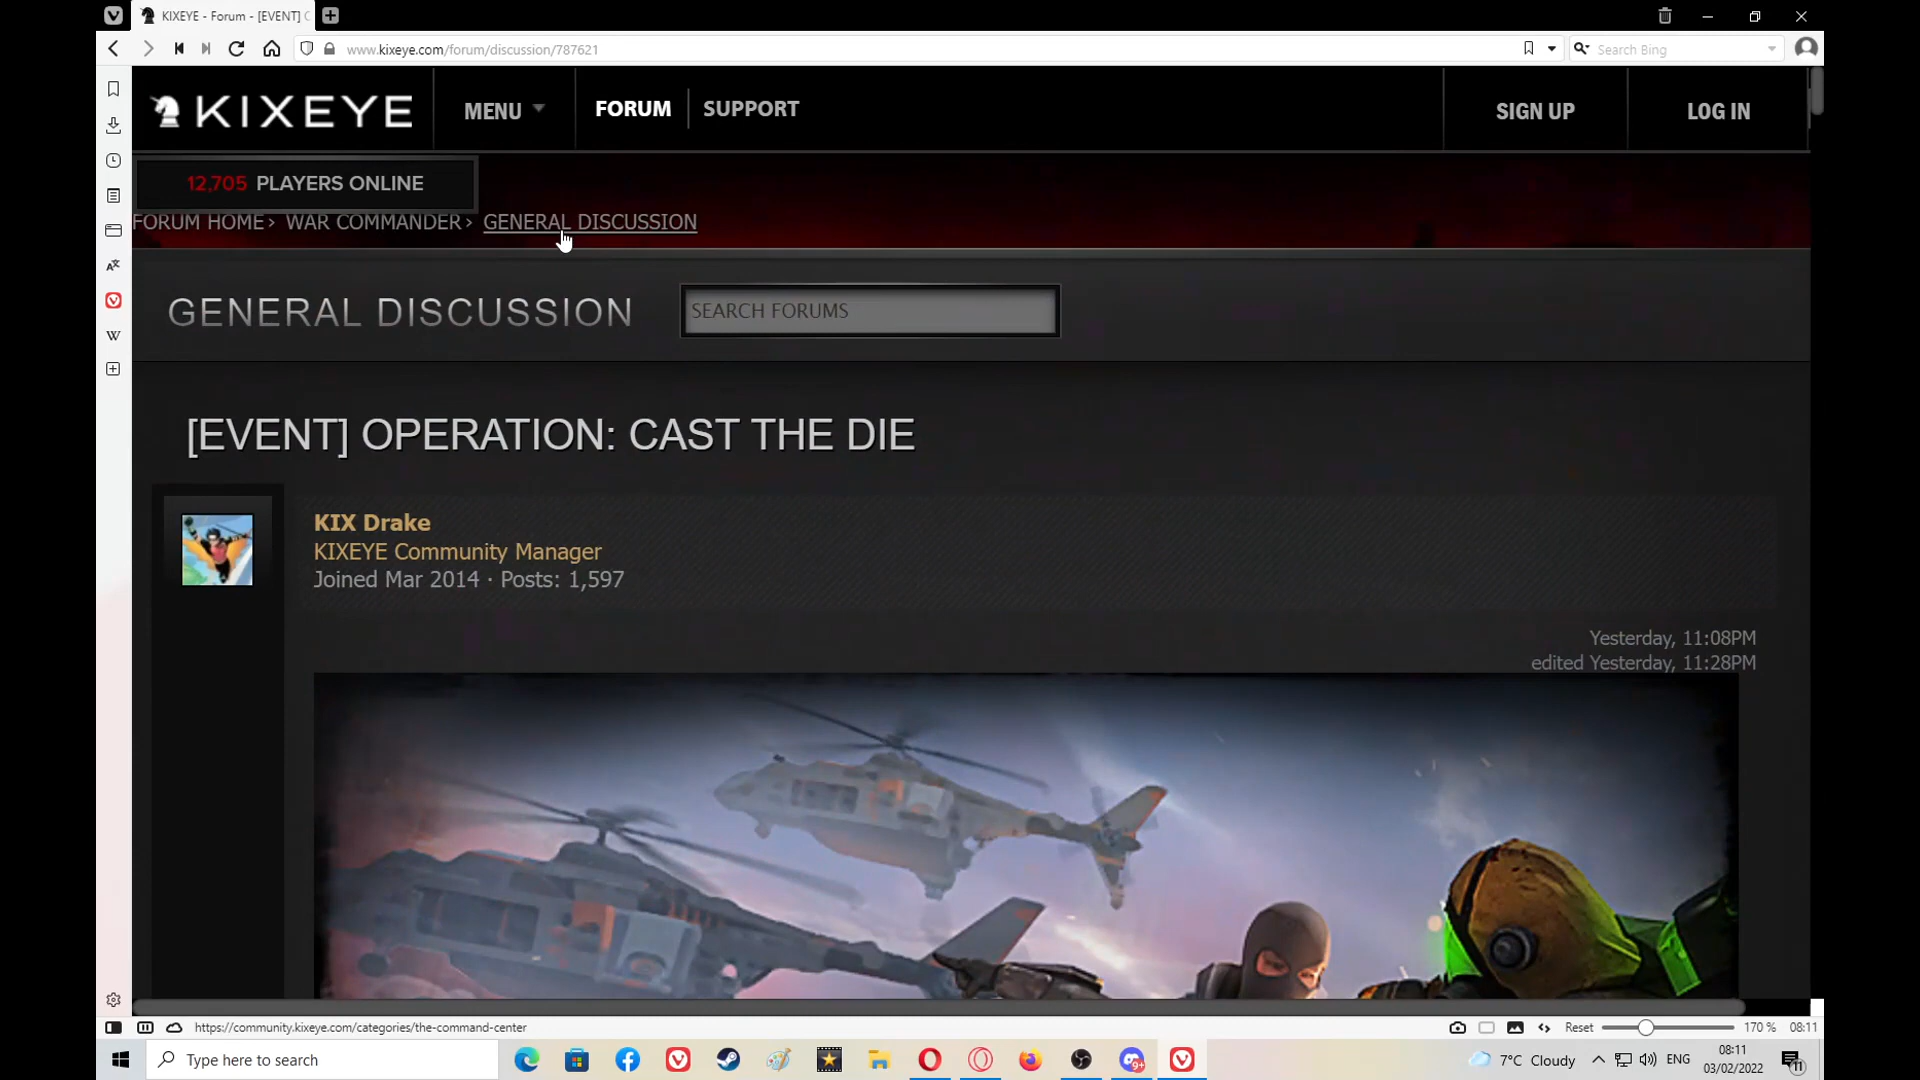 KIXEYE - Forum - [EVENT]
www.kixeye.com/forum/discussion/787621
Search Bing
KIXEYE
MENU
FORUM
SUPPORT
SIGN UP
LOG IN
12,705 PLAYERS ONLINE
FORUM HOME › WAR COMMANDER › GENERAL DISCUSSION
GENERAL DISCUSSION
SEARCH FORUMS
[EVENT] OPERATION: CAST THE DIE
KIX Drake
KIXEYE Community Manager
Joined Mar 2014 · Posts: 1,597
Yesterday, 11:08PM
edited Yesterday, 11:28PM
https://community.kixeye.com/categories/the-command-center
Reset
170 %
08:11
Type here to search
9+
7°C Cloudy
ENG
08:11
03/02/2022
11